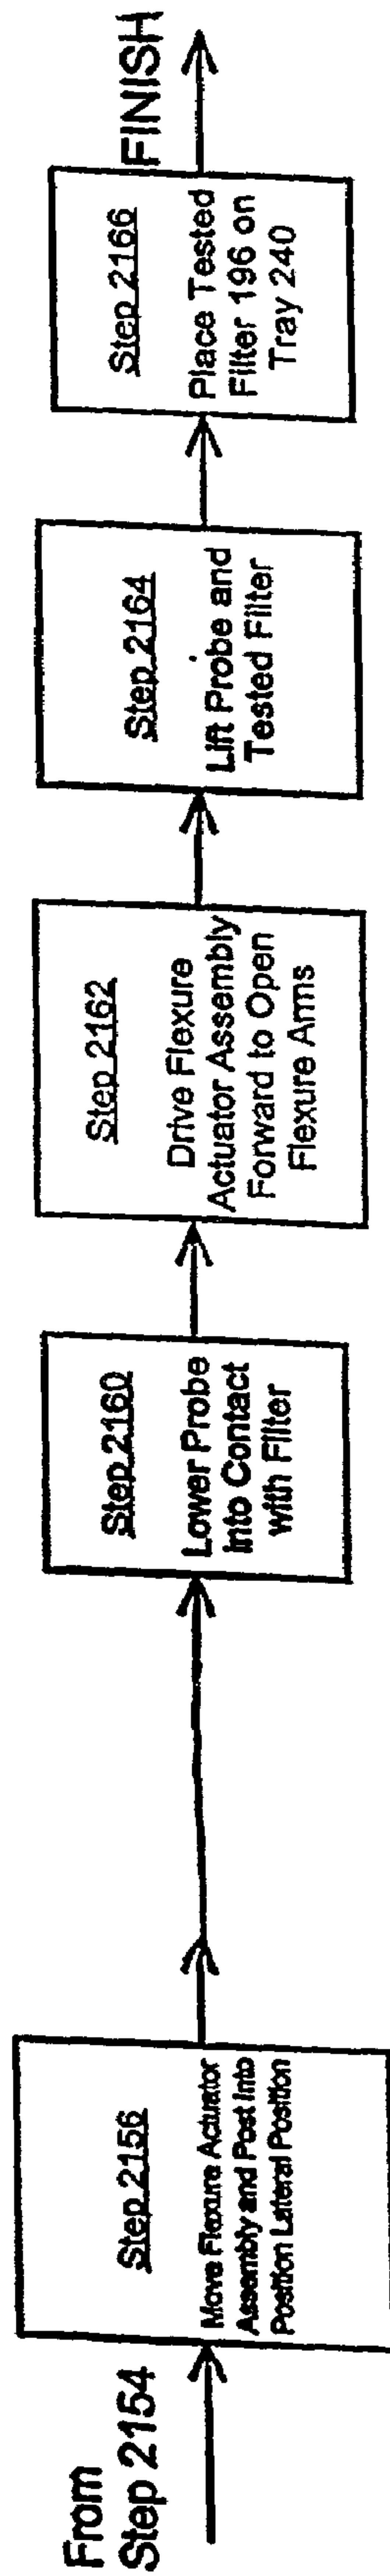 From
Step 2154
Step 2156
Move Flexure Actuator
Assembly and Post Into
Position Lateral Position
Step 2160
Lower Probe
into Contact
with Filter
Step 2162
Drive Flexure
Actuator Assembly
Forward to Open
Flexure Arms
Step 2164
Lift Probe and
Tested Filter
Step 2166
Place Tested
Filter 196 on
Tray 240
FINISH